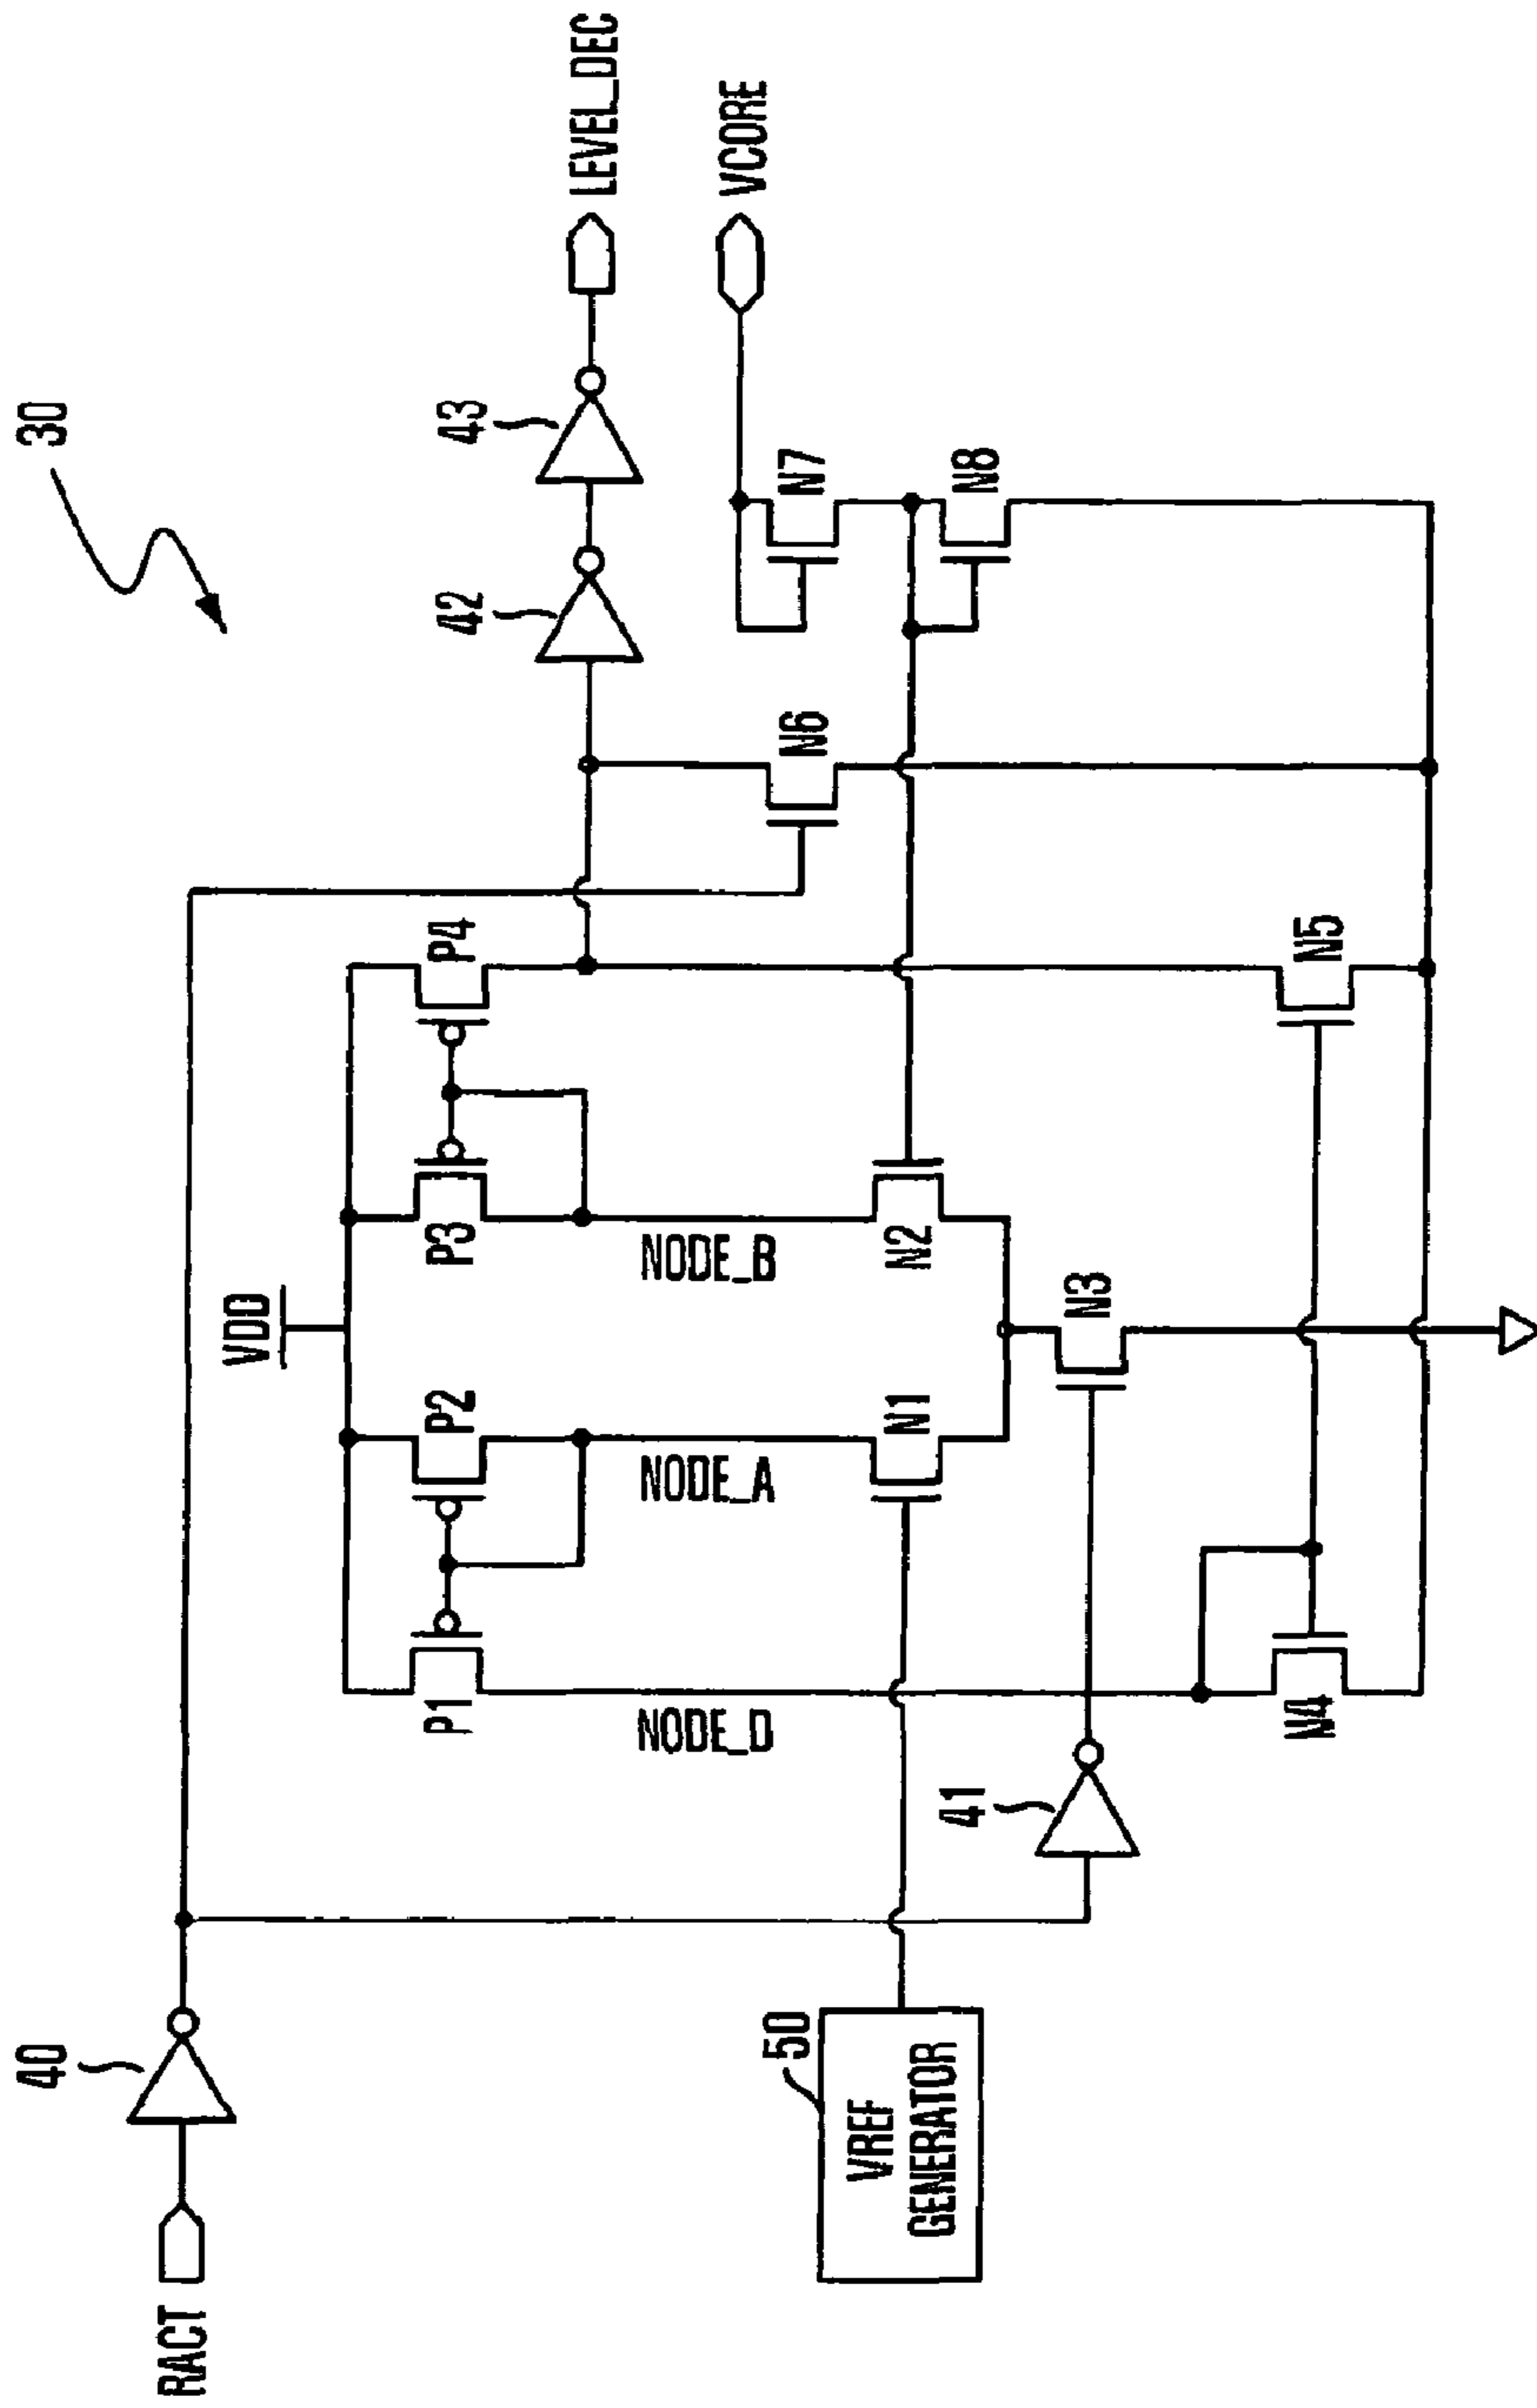 30
40
RACT
VDD
P1
P2
P3
P4
42
43
LEVEL_DEC
VCORE
NODE_D
NODE_A
NODE_B
N6
N7
50
VREF
GENERATOR
41
N1
N2
N8
N3
N4
N5